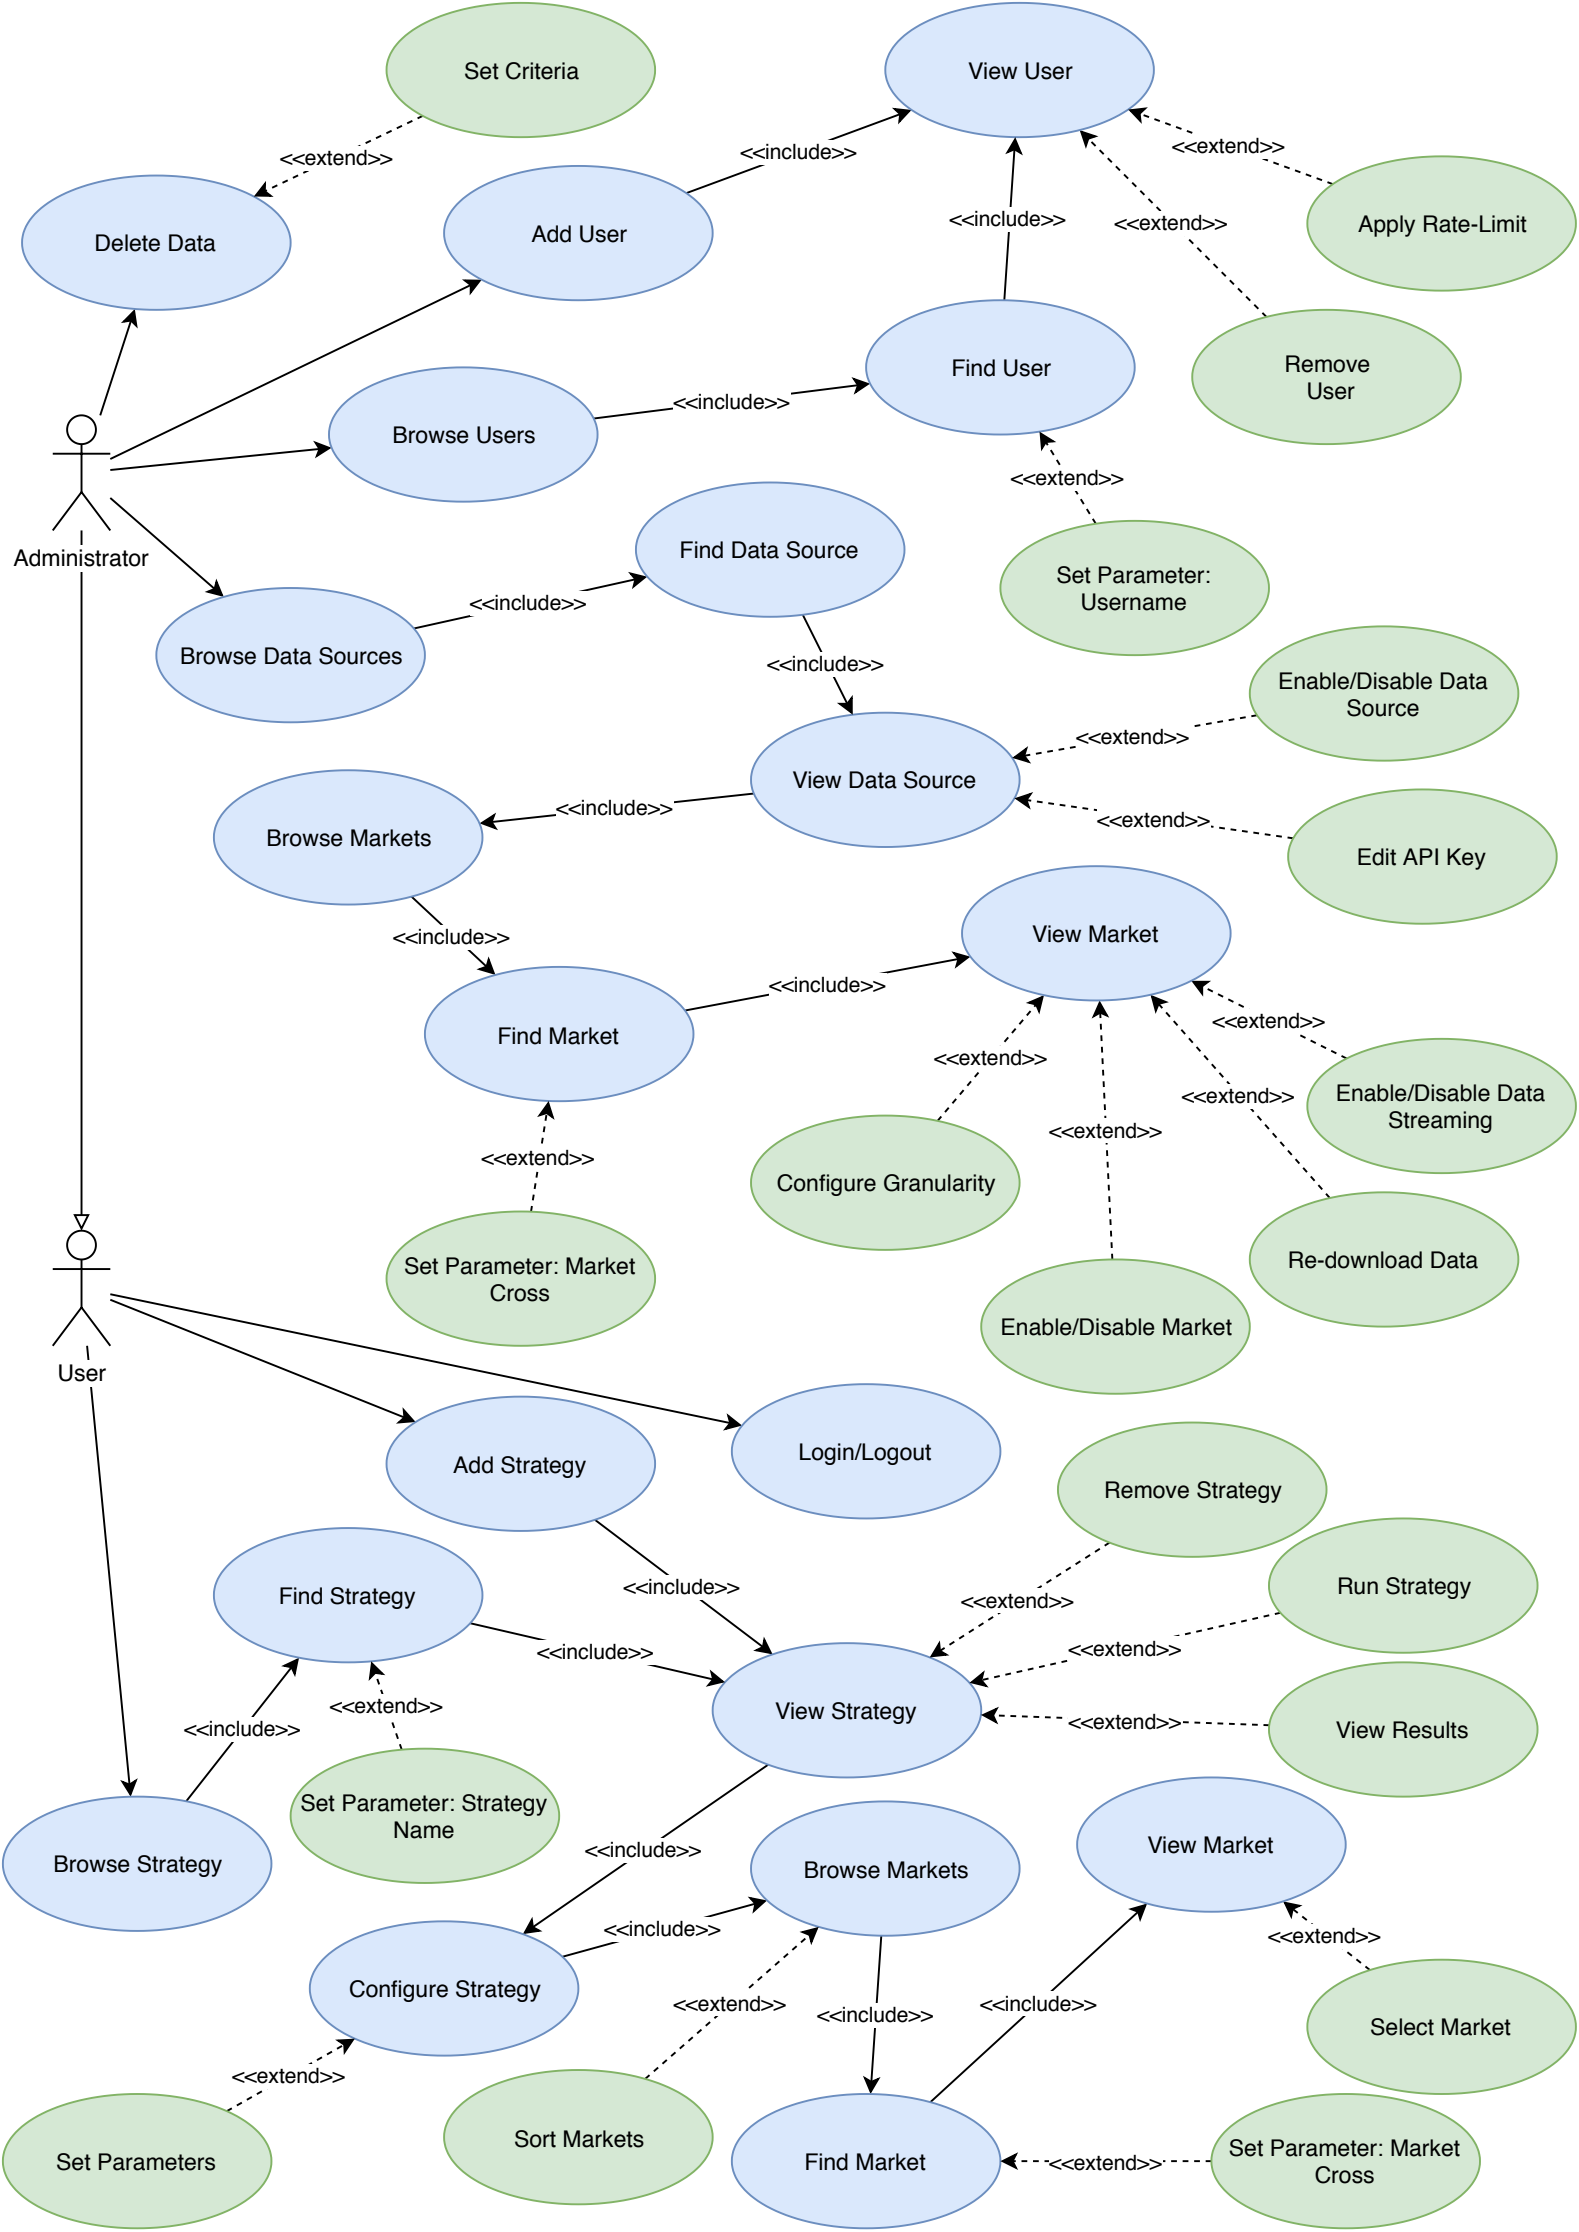 Set Criteria
View User
<<extend>>
<<include>>
<<extend>>
Delete Data
Add User
<<include>>
<<extend>>
Apply Rate-Limit
Find User
Remove
User
Browse Users
<<include>>
<<extend>>
Administrator
Find Data Source
Set Parameter:
Username
<<include>>
Browse Data Sources
<<include>>
Enable/Disable Data
Source
<<extend>>
View Data Source
<<include>>
Browse Markets
<<extend>>
Edit API Key
<<include>>
View Market
<<include>>
Find Market
<<extend>>
<<extend>>
<<extend>>
<<extend>>
Enable/Disable Data
Streaming
<<extend>>
Configure Granularity
Set Parameter: Market
Cross
Re-download Data
Enable/Disable Market
User
Add Strategy
Login/Logout
Remove Strategy
<<include>>
Find Strategy
<<extend>>
Run Strategy
<<include>>
<<extend>>
<<extend>>
<<include>>
View Strategy
<<extend>>
View Results
Set Parameter: Strategy
Name
Browse Strategy
<<include>>
Browse Markets
View Market
<<include>>
<<extend>>
Configure Strategy
<<extend>>
<<include>>
<<include>>
Select Market
<<extend>>
Set Parameters
Sort Markets
Find Market
<<extend>>
Set Parameter: Market
Cross